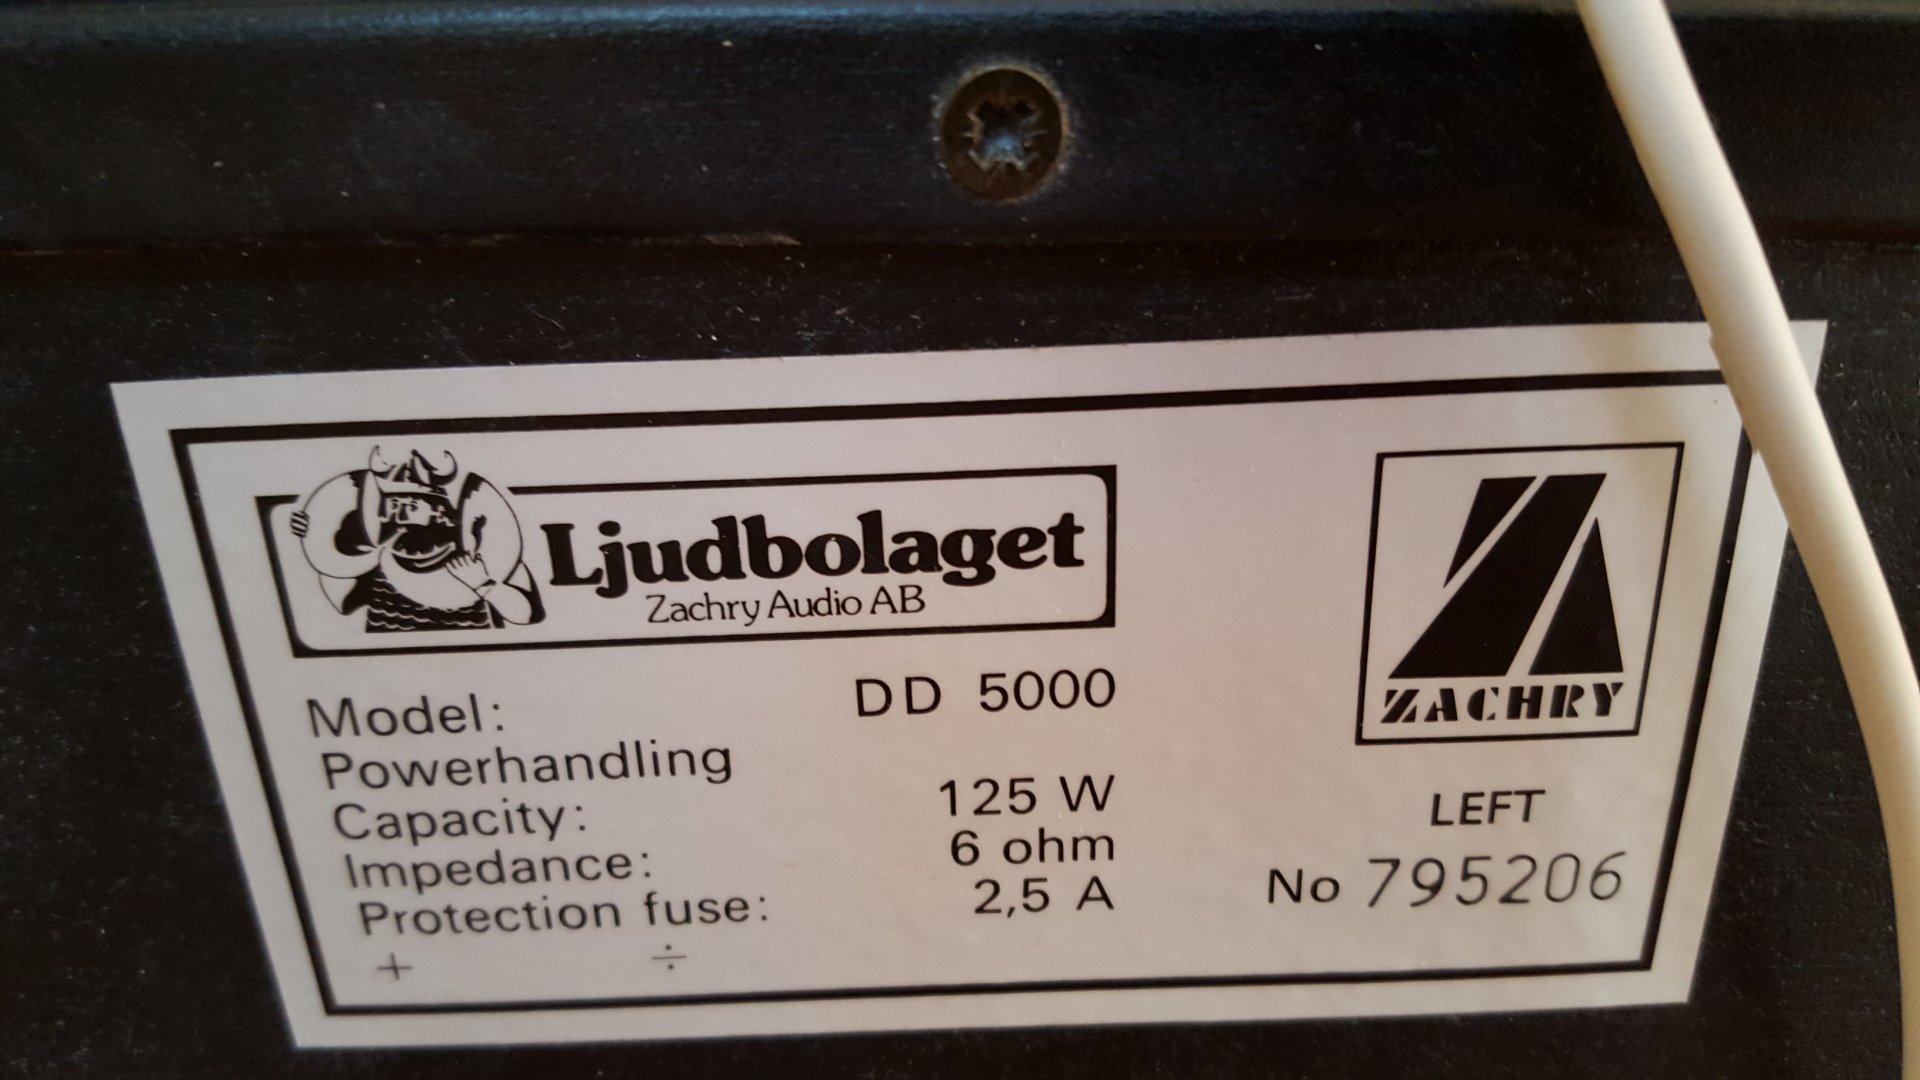 Ljudbolaget
Zachry Audio AB
ZACHRY
Model: DD 5000
Powerhandling
Capacity: 125 W
Impedance: 6 ohm
Protection fuse: 2,5 A
+ ÷
LEFT
No 795206